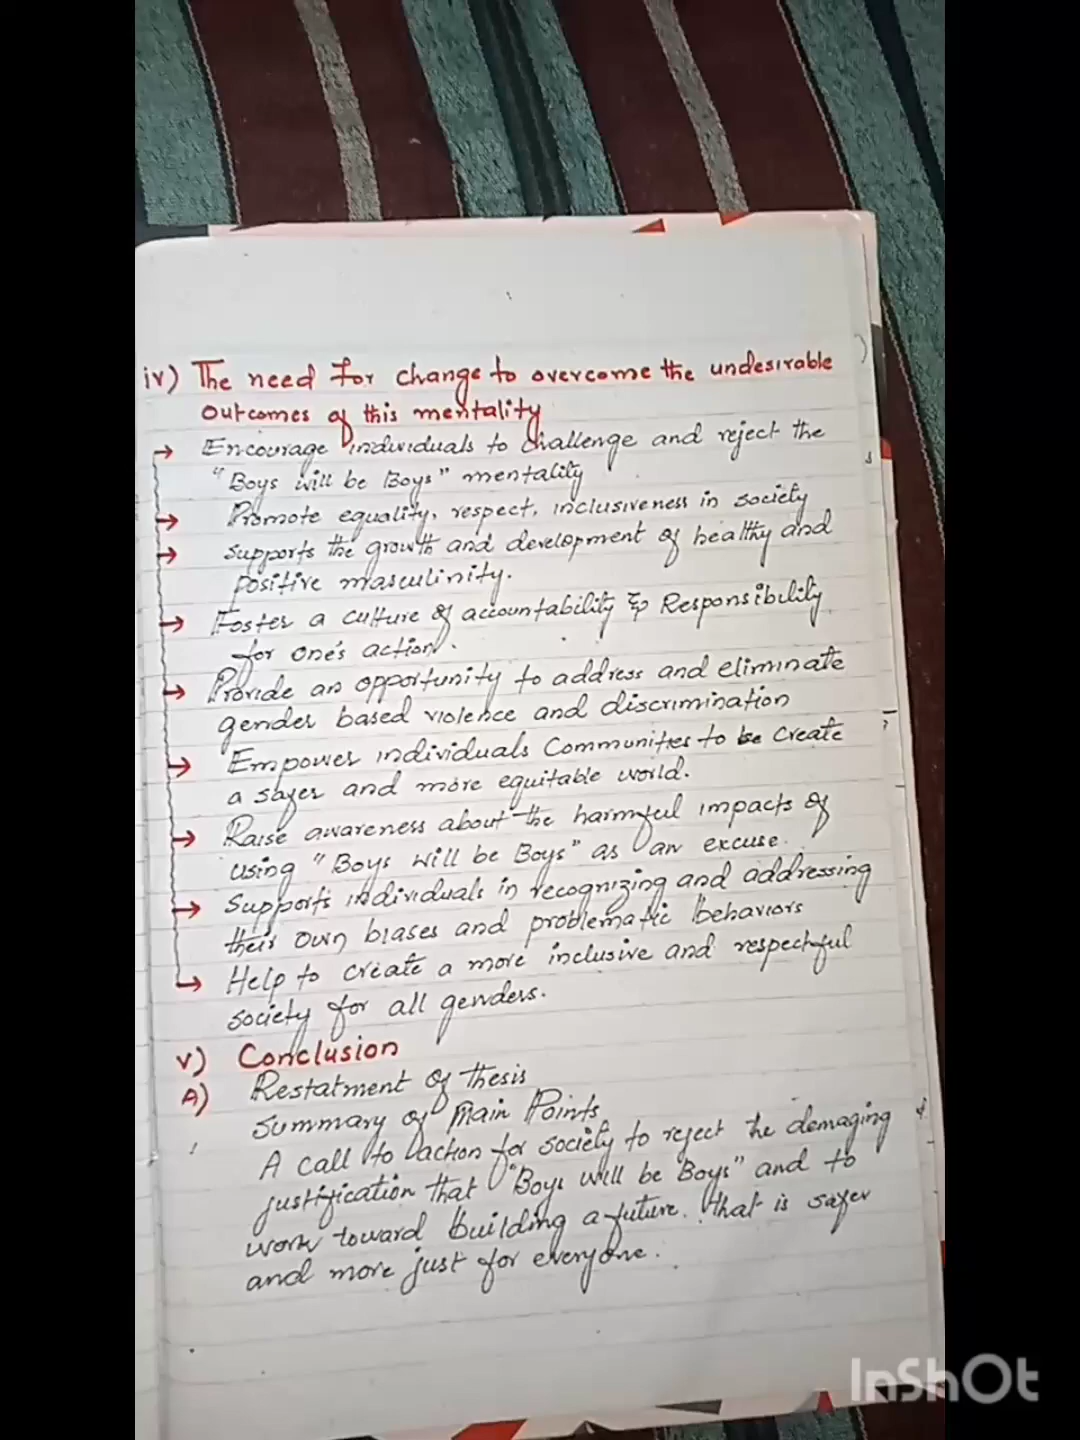 iv) The need for change to overcome the undesirable
outcomes of this mentality
→ Encourage individuals to challenge and reject the
"Boys will be Boys" mentality
→ Promote equality, respect, inclusiveness in society
→ supports the growth and development of healthy and
positive masculinity.
→ Foster a culture of accountability & Responsibility
for one's action.
→ Provide an opportunity to address and eliminate
gender based violence and discrimination
→ Empower individuals Communities to be create
a safer and more equitable world.
→ Raise awareness about the harmful impacts of
using "Boys will be Boys" as an excuse.
→ Supports individuals in recognizing and addressing
their own biases and problematic behaviors
→ Help to create a more inclusive and respectful
society for all genders.
v) Conclusion
A) Restatment of thesis
Summary of Main Points
A call to action for society to reject the demaging
justification that "Boys will be Boys" and to
work toward building a future. that is safer
and more just for everyone.
InShOt